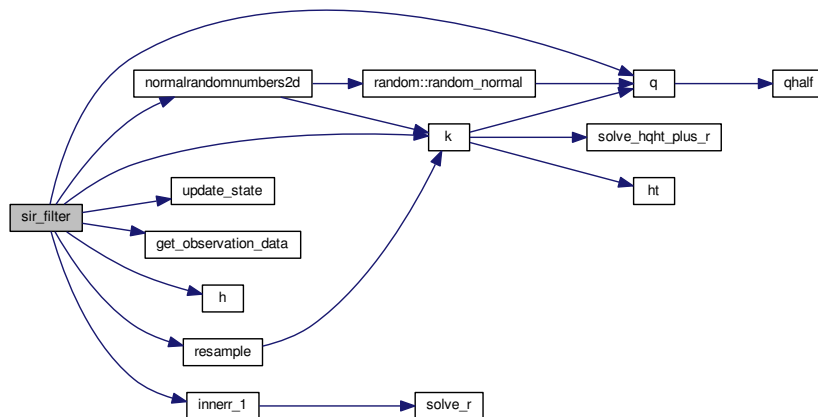 normalrandomnumbers2d
random::random_normal
q
qhalf
k
solve_hqht_plus_r
update_state
ht
sir_filter
get_observation_data
h
resample
innerr_1
solve_r